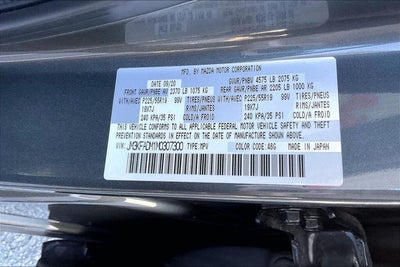 MFD. BY MAZDA MOTOR CORPORATION
DATE 09/20 GVWR/PNBV 4575 LB 2075 KG
FRONT GAWR/PNBE AV 2370 LB 1075 KG REAR GAWR/PNBE AR 2205 LB 1000 KG
WITH/AVEC P225/55R19 99V TIRES/PNEUS WITH/AVEC P225/55R19 99V TIRES/PNEUS
19X7J RIMS/JANTES 19X7J RIMS/JANTES
240 KPA/35 PSI COLD/A FROID 240 KPA/35 PSI COLD/A FROID
THIS VEHICLE CONFORMS TO ALL APPLICABLE FEDERAL MOTOR VEHICLE SAFETY AND THEFT
PREVENTION STANDARDS IN EFFECT ON THE DATE OF MANUFACTURE SHOWN ABOVE.
VIN: JM3KFADM1M0307300 COLOR CODE: 46G MADE IN JAPAN
TYPE:MPV